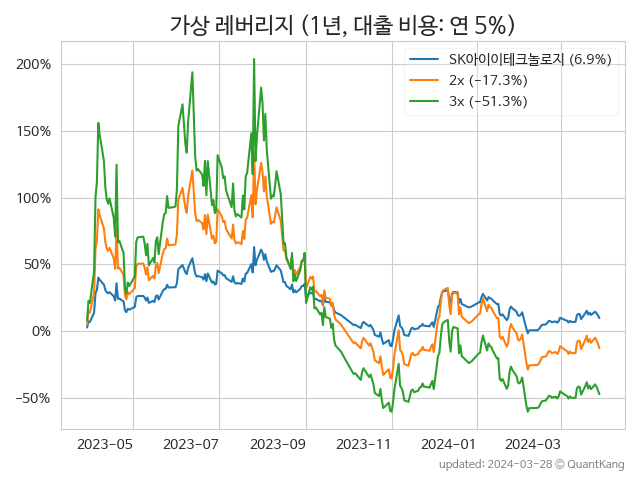 가상 레버리지 (1년, 대출 비용: 연 5%)
SK아이이테크놀로지 (6.9%)
2x (−17.3%)
3x (−51.3%)
200%
150%
100%
50%
0%
−50%
2023-05 2023-07 2023-09 2023-11 2024-01 2024-03
updated: 2024-03-28 © QuantKang